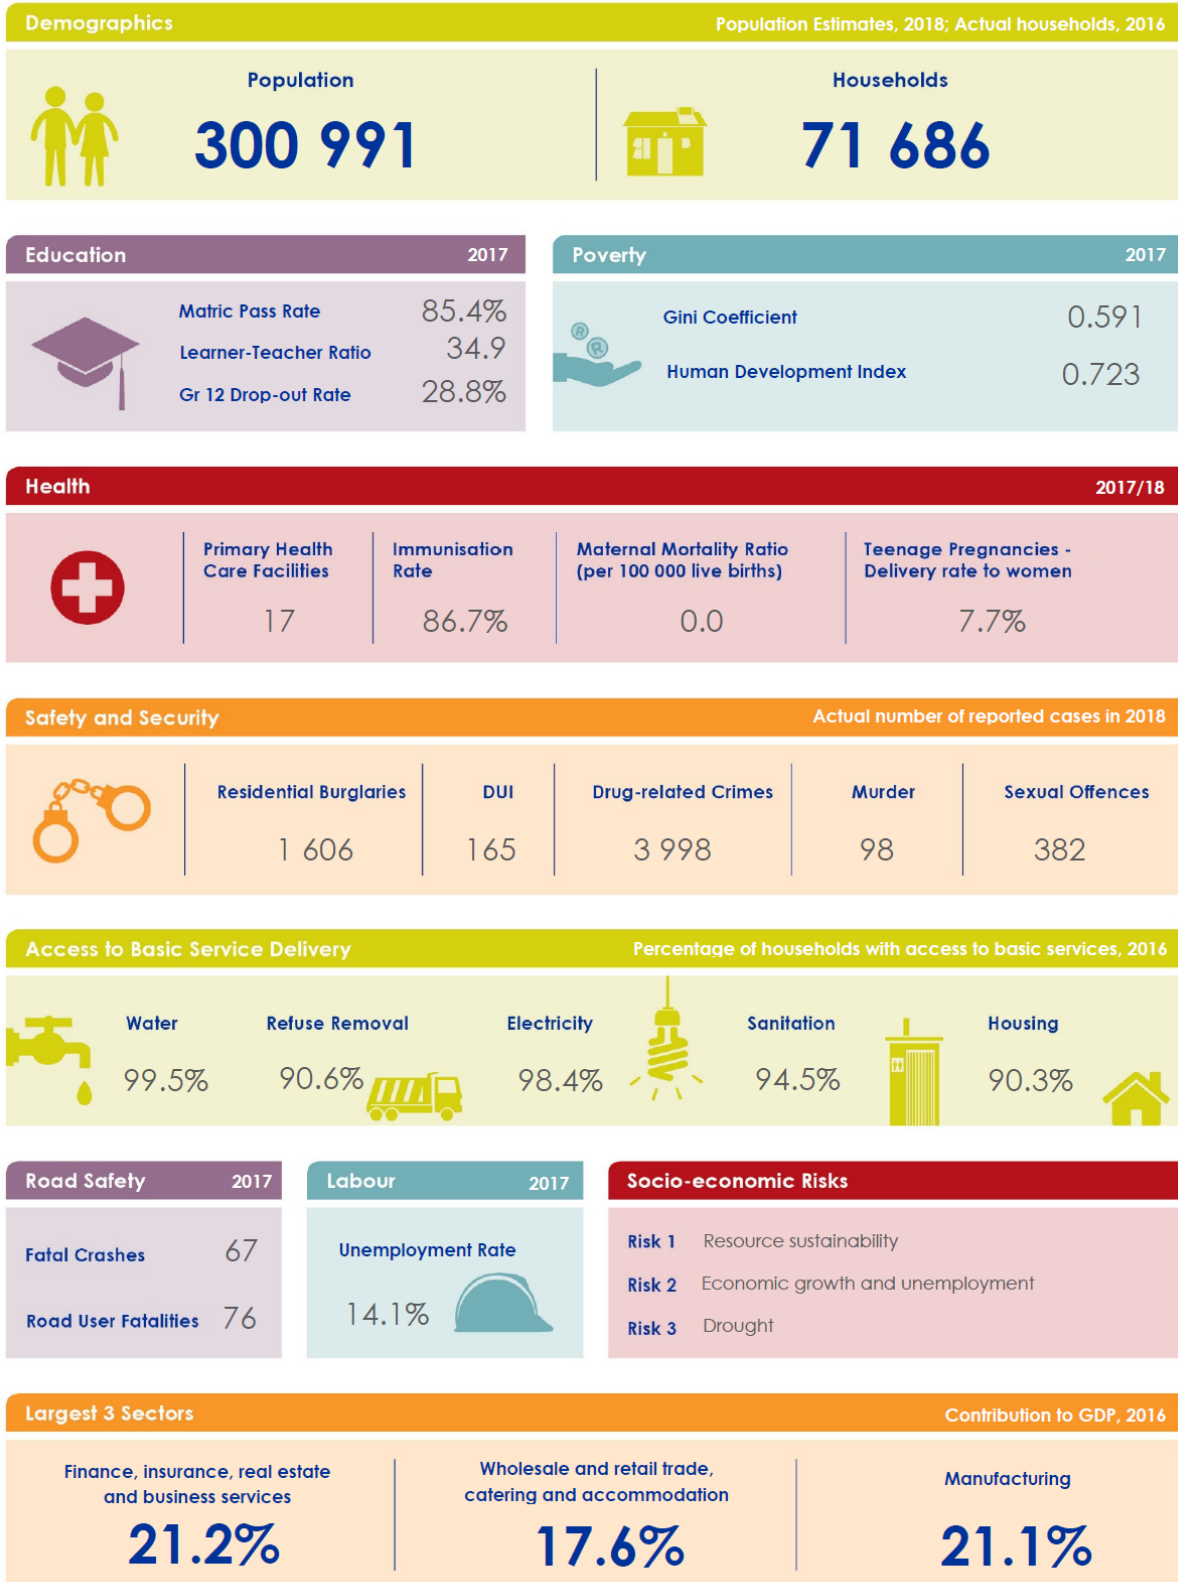 Demographics Population Estimates, 2018; Actual households, 2016
Population Households
300 991 71 686
Education 2017
Matric Pass Rate 85.4%
Learner-Teacher Ratio 34.9
Gr 12 Drop-out Rate 28.8%
Poverty 2017
Gini Coefficient 0.591
Human Development Index 0.723
Health 2017/18
Primary Health
Care Facilities
17
Immunisation
Rate
86.7%
Maternal Mortality Ratio
(per 100 000 live births)
0.0
Teenage Pregnancies -
Delivery rate to women
7.7%
Safety and Security Actual number of reported cases in 2018
Residential Burglaries DUI Drug-related Crimes Murder Sexual Offences
1 606 165 3 998 98 382
Access to Basic Service Delivery Percentage of households with access to basic services, 2016
Water Refuse Removal Electricity Sanitation Housing
99.5% 90.6% 98.4% 94.5% 90.3%
Road Safety 2017
Fatal Crashes 67
Road User Fatalities 76
Labour 2017
Unemployment Rate
14.1%
Socio-economic Risks
Risk 1 Resource sustainability
Risk 2 Economic growth and unemployment
Risk 3 Drought
Largest 3 Sectors Contribution to GDP, 2016
Finance, insurance, real estate
and business services
21.2%
Wholesale and retail trade,
catering and accommodation
17.6%
Manufacturing
21.1%